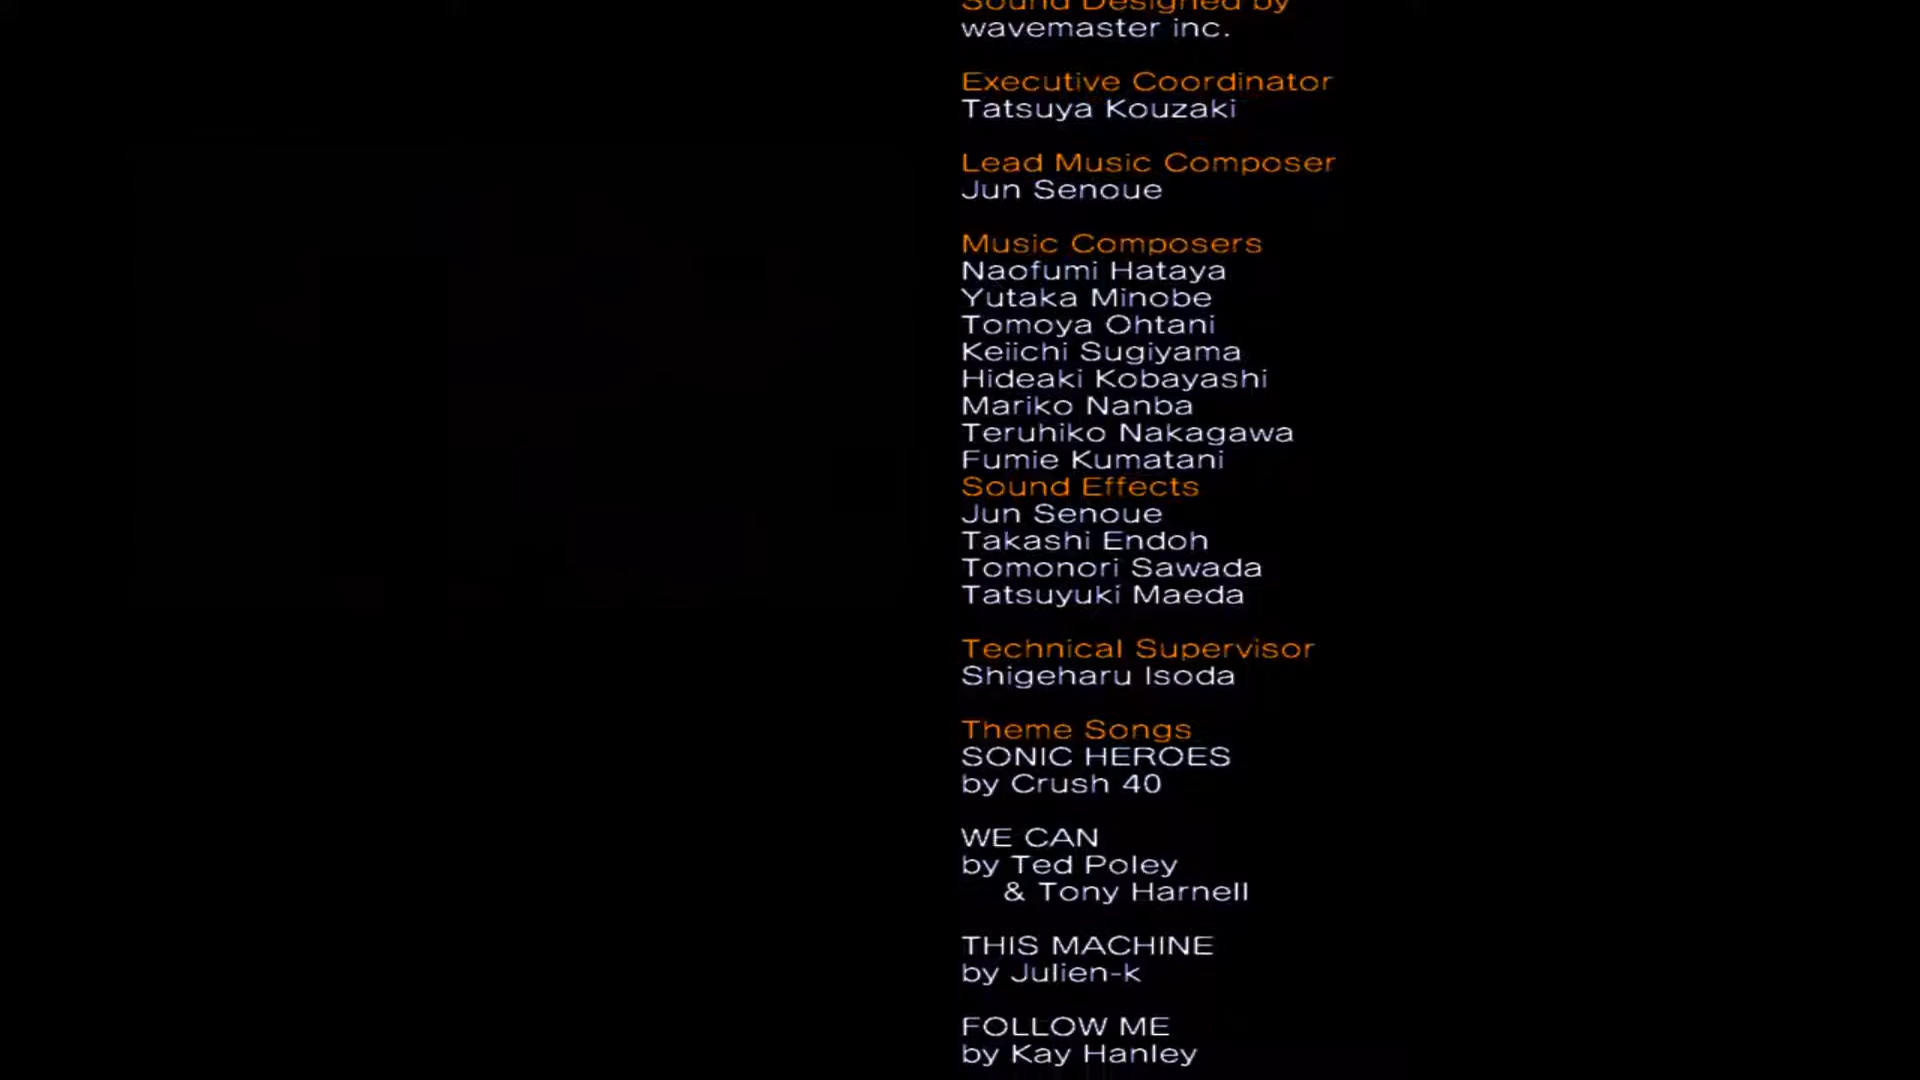 Sound Designed by
wavemaster inc.
Executive Coordinator
Tatsuya Kouzaki
Lead Music Composer
Jun Senoue
Music Composers
Naofumi Hataya
Yutaka Minobe
Tomoya Ohtani
Keiichi Sugiyama
Hideaki Kobayashi
Mariko Nanba
Teruhiko Nakagawa
Fumie Kumatani
Sound Effects
Jun Senoue
Takashi Endoh
Tomonori Sawada
Tatsuyuki Maeda
Technical Supervisor
Shigeharu Isoda
Theme Songs
SONIC HEROES
by Crush 40
WE CAN
by Ted Poley
& Tony Harnell
THIS MACHINE
by Julien-k
FOLLOW ME
by Kay Hanley